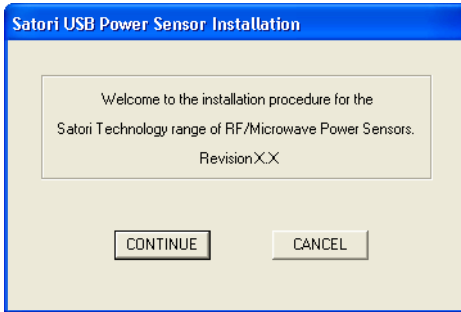 Satori USB Power Sensor Installation
Welcome to the installation procedure for the
Satori Technology range of RF/Microwave Power Sensors.
Revision X.X
CONTINUE
CANCEL